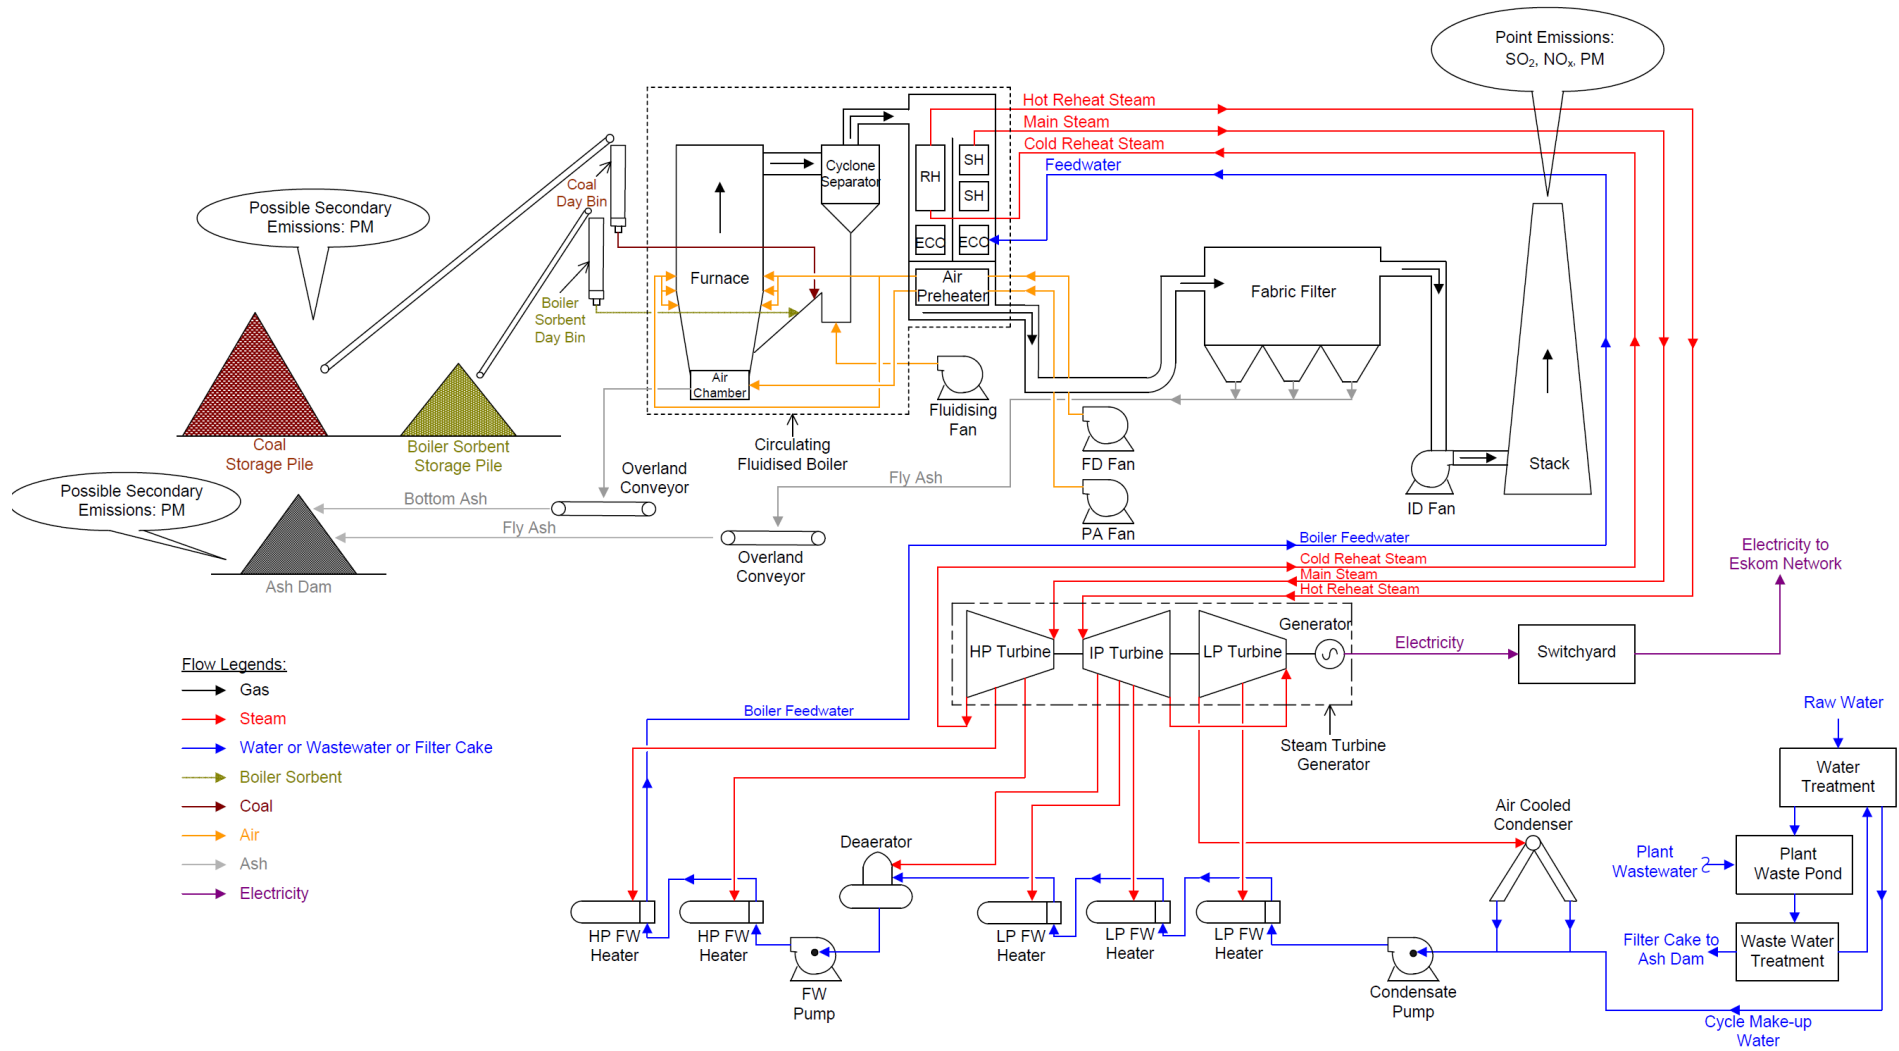 Point Emissions:
SO₂, NOₓ, PM
Hot Reheat Steam
Main Steam
Cold Reheat Steam
Feedwater
Possible Secondary
Emissions: PM
Coal
Day Bin
Boiler
Sorbent
Day Bin
Cyclone
Separator
RH
SH
SH
ECO
ECO
Furnace
Air
Preheater
Air
Chamber
Fabric Filter
Stack
Fluidising
Fan
Circulating
Fluidised Boiler
FD Fan
PA Fan
ID Fan
Coal
Storage Pile
Boiler Sorbent
Storage Pile
Possible Secondary
Emissions: PM
Bottom Ash
Fly Ash
Overland
Conveyor
Fly Ash
Overland
Conveyor
Ash Dam
Boiler Feedwater
Cold Reheat Steam
Main Steam
Hot Reheat Steam
Electricity to
Eskom Network
HP Turbine
IP Turbine
LP Turbine
Generator
Electricity
Switchyard
Steam Turbine
Generator
Boiler Feedwater
Flow Legends:
Gas
Steam
Water or Wastewater or Filter Cake
Boiler Sorbent
Coal
Air
Ash
Electricity
Raw Water
Water
Treatment
Plant
Wastewater
Plant
Waste Pond
Filter Cake to
Ash Dam
Waste Water
Treatment
Cycle Make-up
Water
Air Cooled
Condenser
Deaerator
HP FW
Heater
HP FW
Heater
FW
Pump
LP FW
Heater
LP FW
Heater
LP FW
Heater
Condensate
Pump